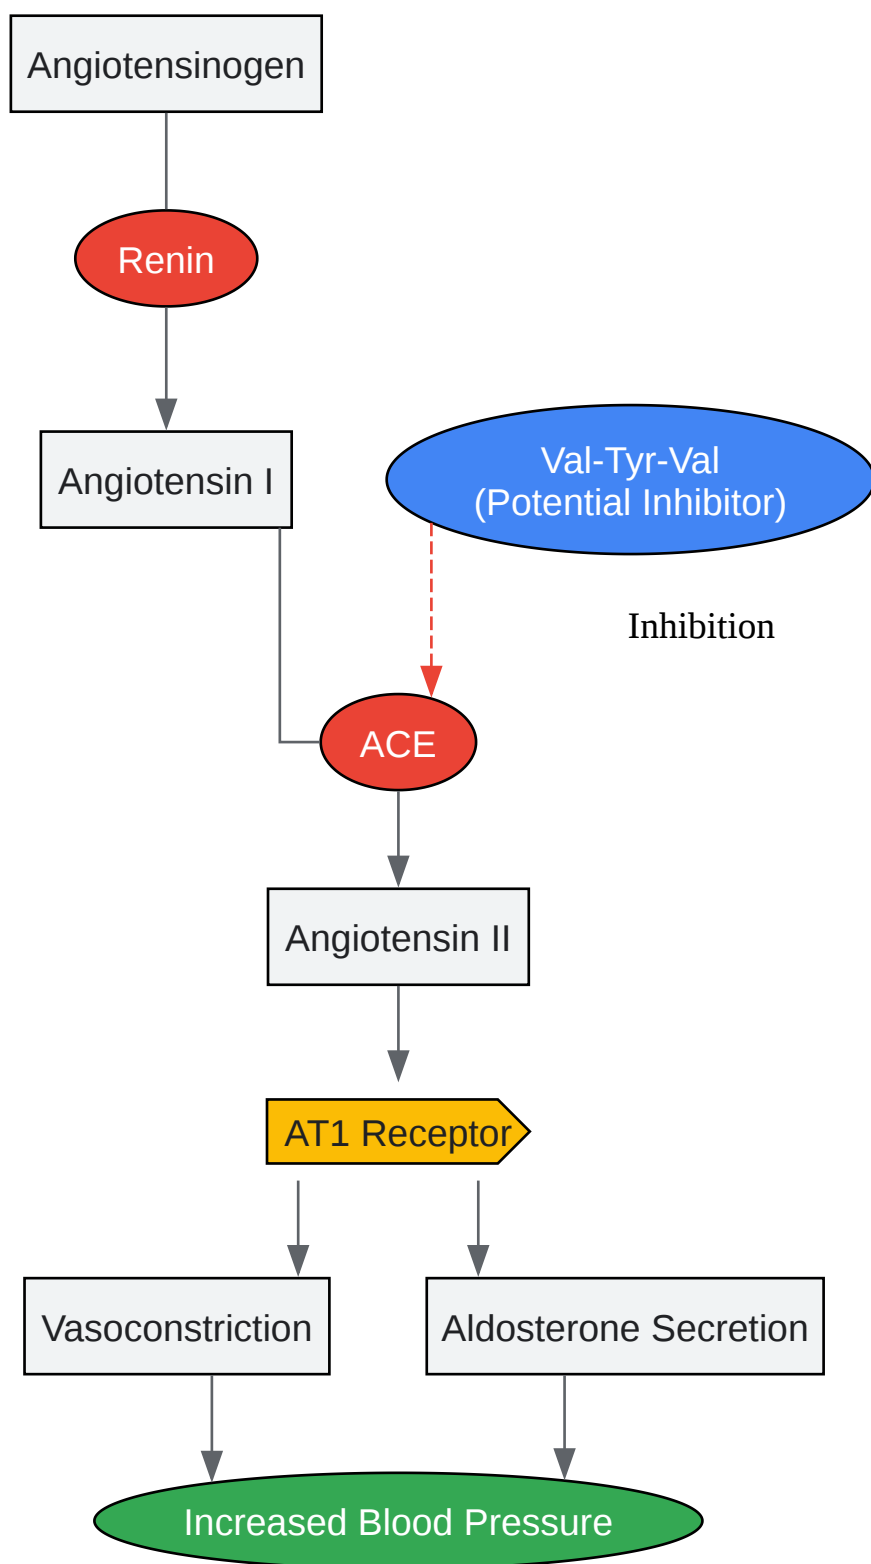 Angiotensinogen
Renin
Angiotensin I
Val-Tyr-Val
(Potential Inhibitor)
Inhibition
ACE
Angiotensin II
AT1 Receptor
Vasoconstriction
Aldosterone Secretion
Increased Blood Pressure